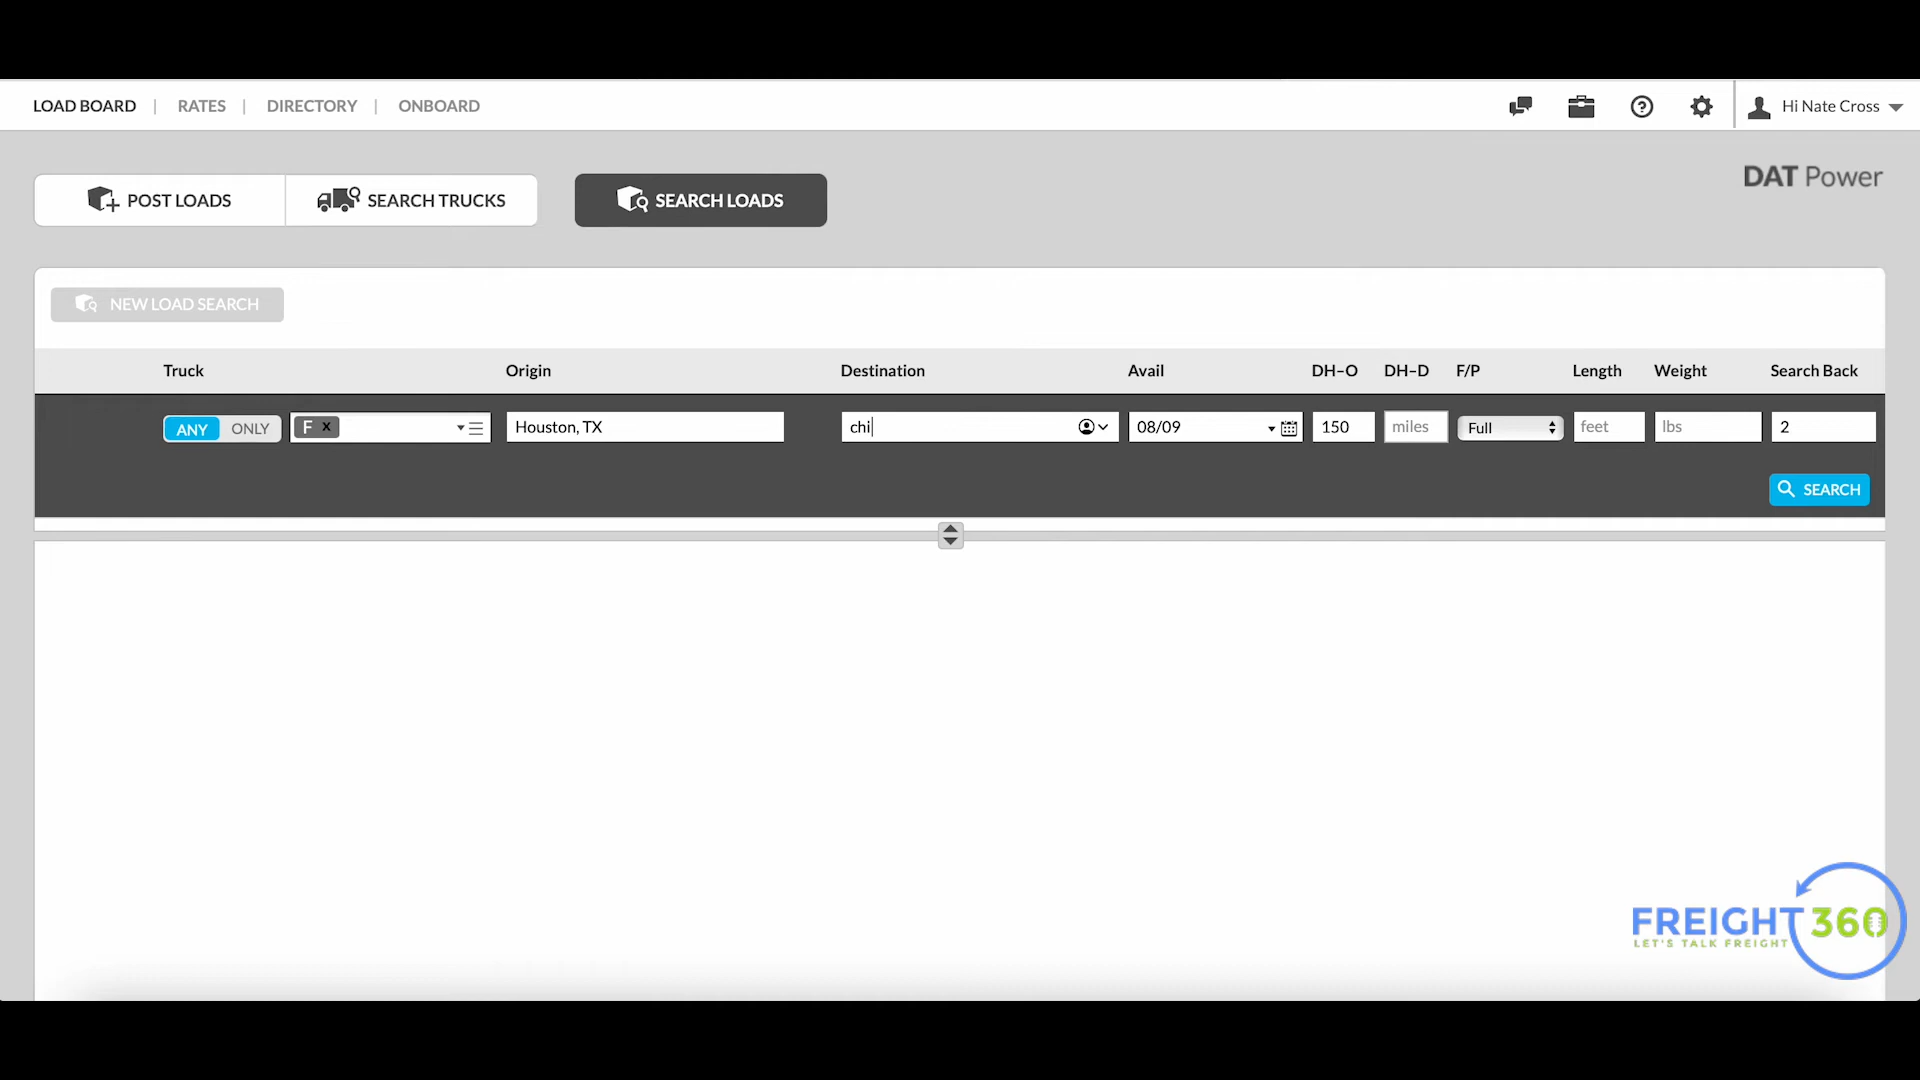 LOAD BOARD | RATES | DIRECTORY | ONBOARD
Hi Nate Cross
DAT Power
POST LOADS
SEARCH TRUCKS
SEARCH LOADS
NEW LOAD SEARCH
Truck Origin Destination Avail DH-O DH-D F/P Length Weight Search Back
ANY ONLY F x Houston, TX chi 08/09 150 miles Full feet lbs 2
SEARCH
FREIGHT 360
LET'S TALK FREIGHT